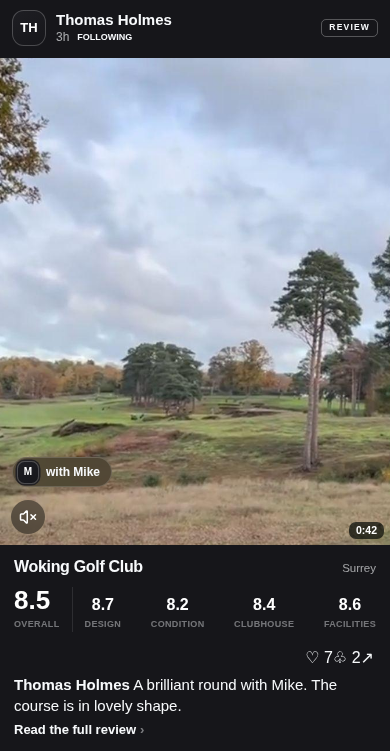 TH
Thomas Holmes
3h FOLLOWING
REVIEW
M with Mike
0:42
Woking Golf Club
Surrey
8.5 8.7 8.2 8.4 8.6
OVERALL DESIGN CONDITION CLUBHOUSE FACILITIES
♡ 7♧ 2↗
Thomas Holmes A brilliant round with Mike. The
course is in lovely shape.
Read the full review ›